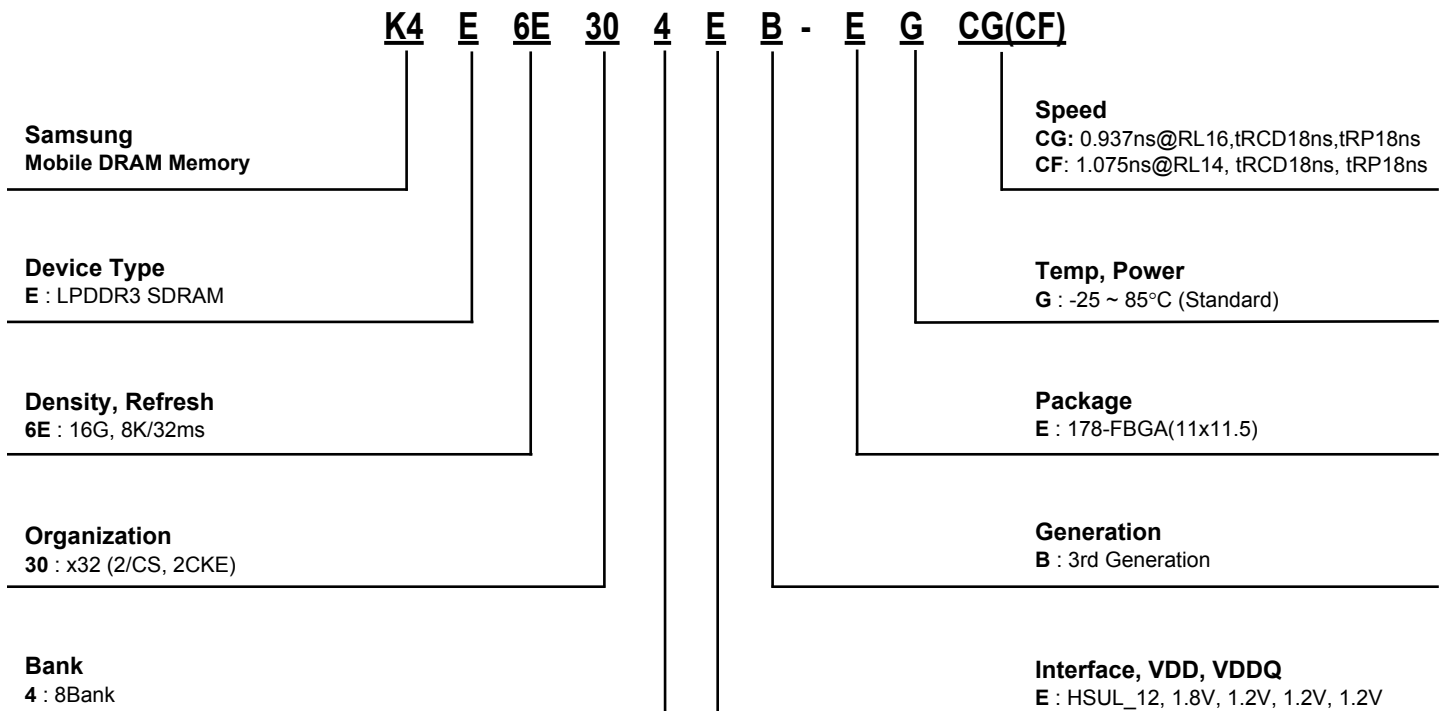 K4 E 6E 30 4 E B - E G CG(CF)
Samsung
Mobile DRAM Memory
Device Type
E : LPDDR3 SDRAM
Density, Refresh
6E : 16G, 8K/32ms
Organization
30 : x32 (2/CS, 2CKE)
Bank
4 : 8Bank
Speed
CG: 0.937ns@RL16,tRCD18ns,tRP18ns
CF: 1.075ns@RL14, tRCD18ns, tRP18ns
Temp, Power
G : -25 ~ 85°C (Standard)
Package
E : 178-FBGA(11x11.5)
Generation
B : 3rd Generation
Interface, VDD, VDDQ
E : HSUL_12, 1.8V, 1.2V, 1.2V, 1.2V